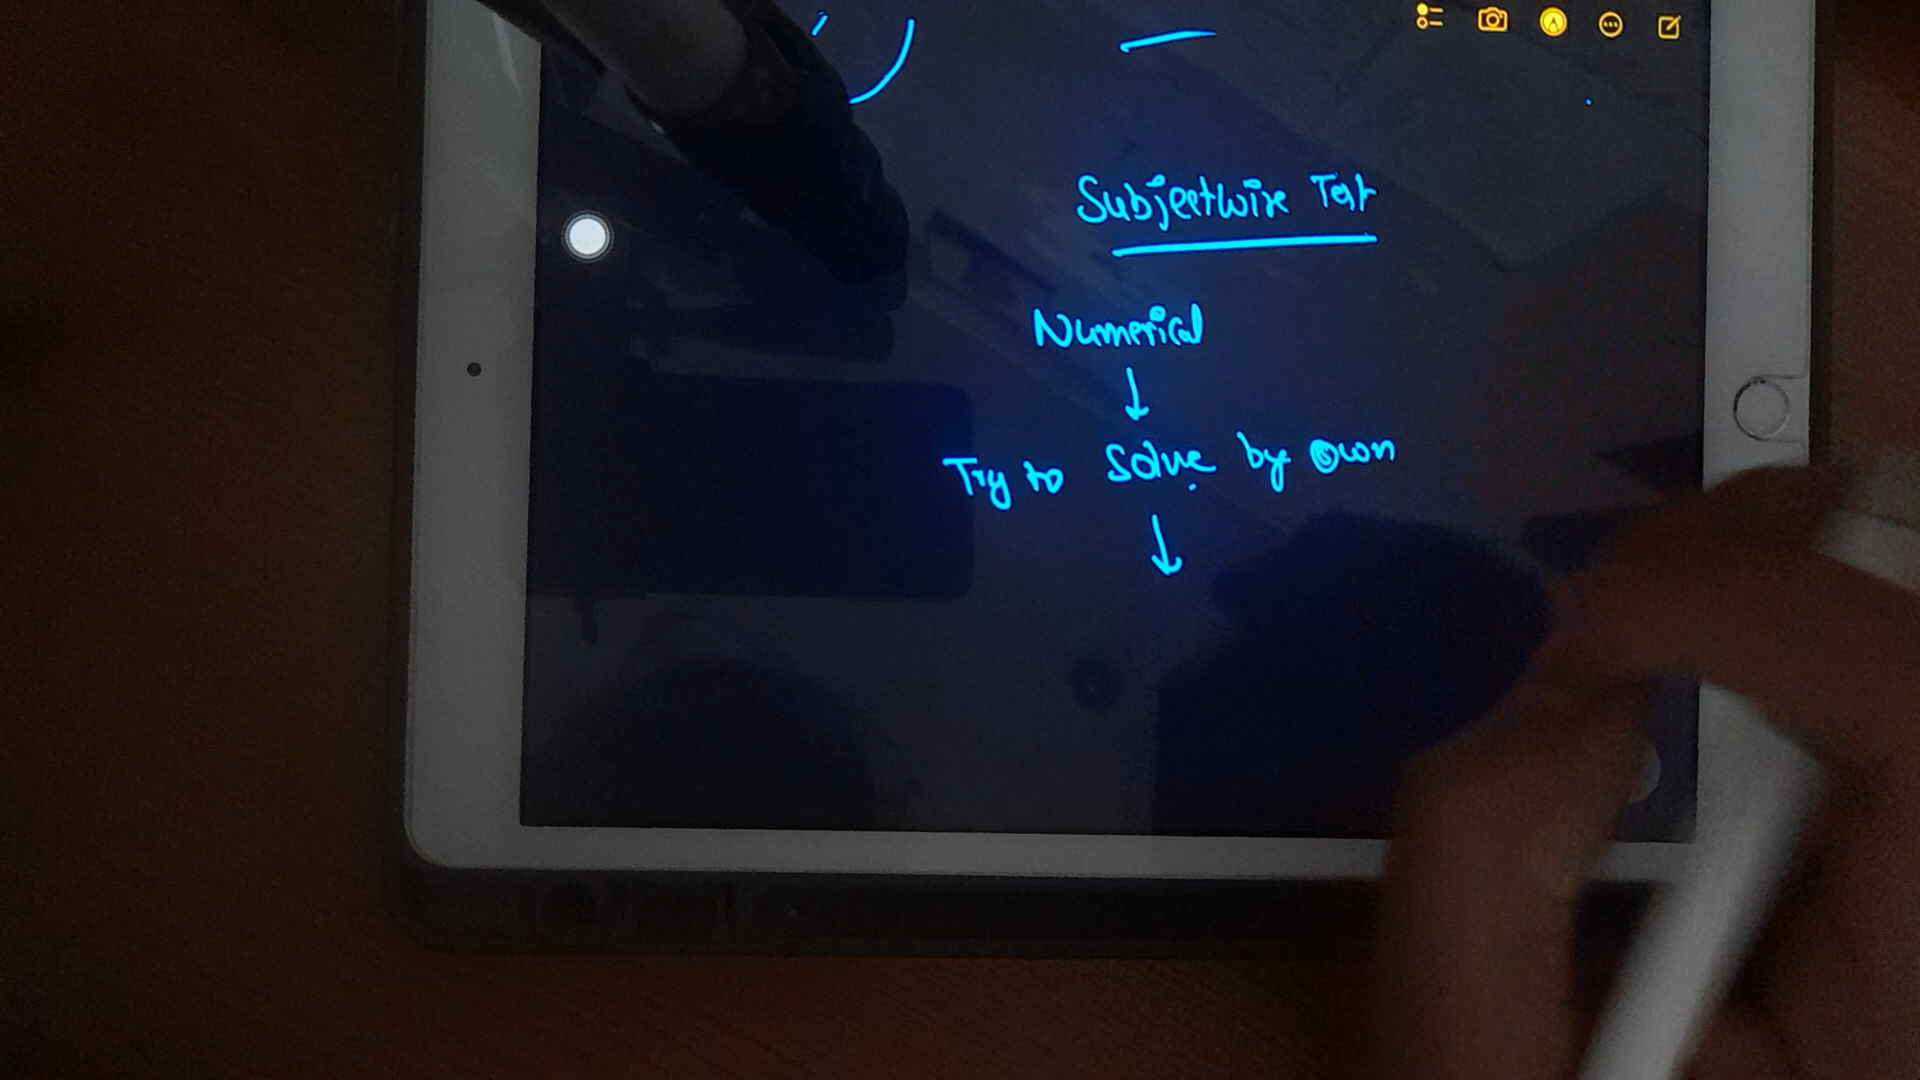 Subjectwise Test
Numerical
↓
Try to Solve by Own
↓